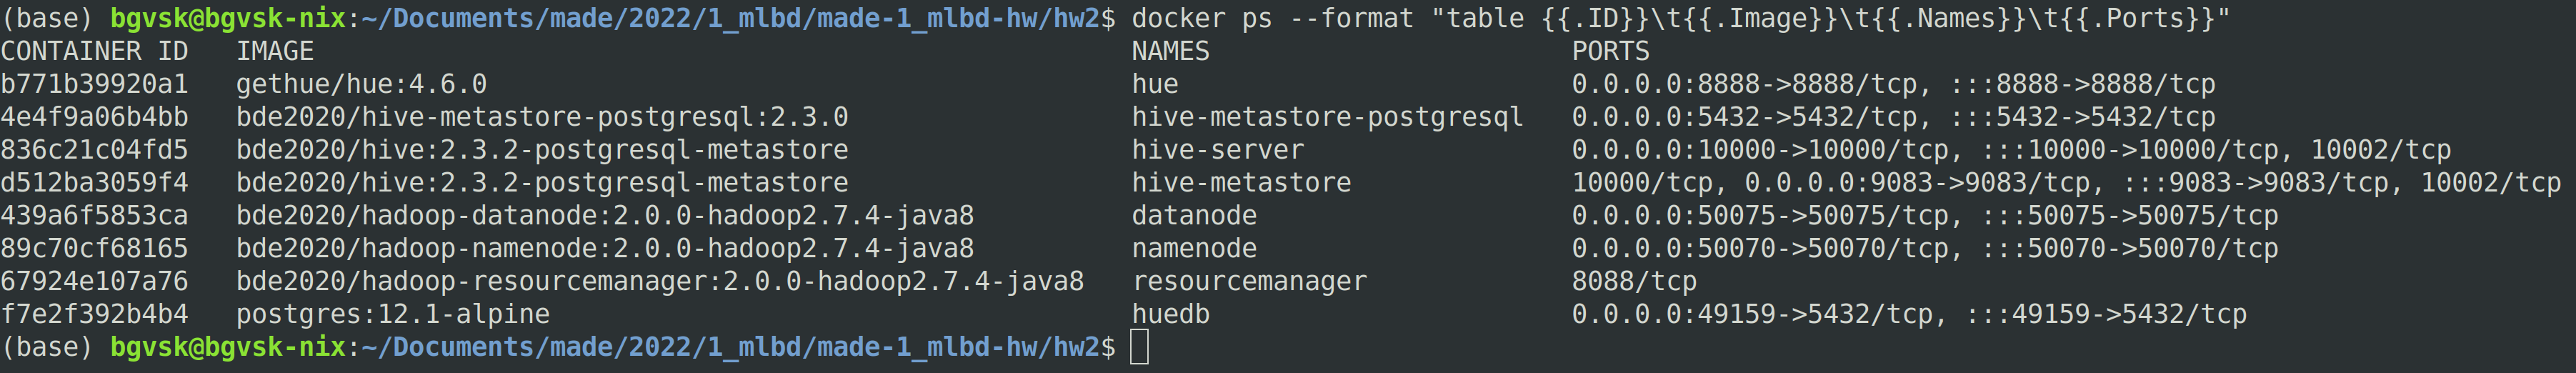 (base) bgvsk@bgvsk-nix:~/Documents/made/2022/1_mlbd/made-1_mlbd-hw/hw2$ docker ps --format "table {{.ID}}\t{{.Image}}\t{{.Names}}\t{{.Ports}}"
CONTAINER ID   IMAGE                                                    NAMES                       PORTS
b771b39920a1   gethue/hue:4.6.0                                         hue                         0.0.0.0:8888->8888/tcp, :::8888->8888/tcp
4e4f9a06b4bb   bde2020/hive-metastore-postgresql:2.3.0                  hive-metastore-postgresql   0.0.0.0:5432->5432/tcp, :::5432->5432/tcp
836c21c04fd5   bde2020/hive:2.3.2-postgresql-metastore                  hive-server                 0.0.0.0:10000->10000/tcp, :::10000->10000/tcp, 10002/tcp
d512ba3059f4   bde2020/hive:2.3.2-postgresql-metastore                  hive-metastore              10000/tcp, 0.0.0.0:9083->9083/tcp, :::9083->9083/tcp, 10002/tcp
439a6f5853ca   bde2020/hadoop-datanode:2.0.0-hadoop2.7.4-java8          datanode                    0.0.0.0:50075->50075/tcp, :::50075->50075/tcp
89c70cf68165   bde2020/hadoop-namenode:2.0.0-hadoop2.7.4-java8          namenode                    0.0.0.0:50070->50070/tcp, :::50070->50070/tcp
67924e107a76   bde2020/hadoop-resourcemanager:2.0.0-hadoop2.7.4-java8   resourcemanager             8088/tcp
f7e2f392b4b4   postgres:12.1-alpine                                     huedb                       0.0.0.0:49159->5432/tcp, :::49159->5432/tcp
(base) bgvsk@bgvsk-nix:~/Documents/made/2022/1_mlbd/made-1_mlbd-hw/hw2$